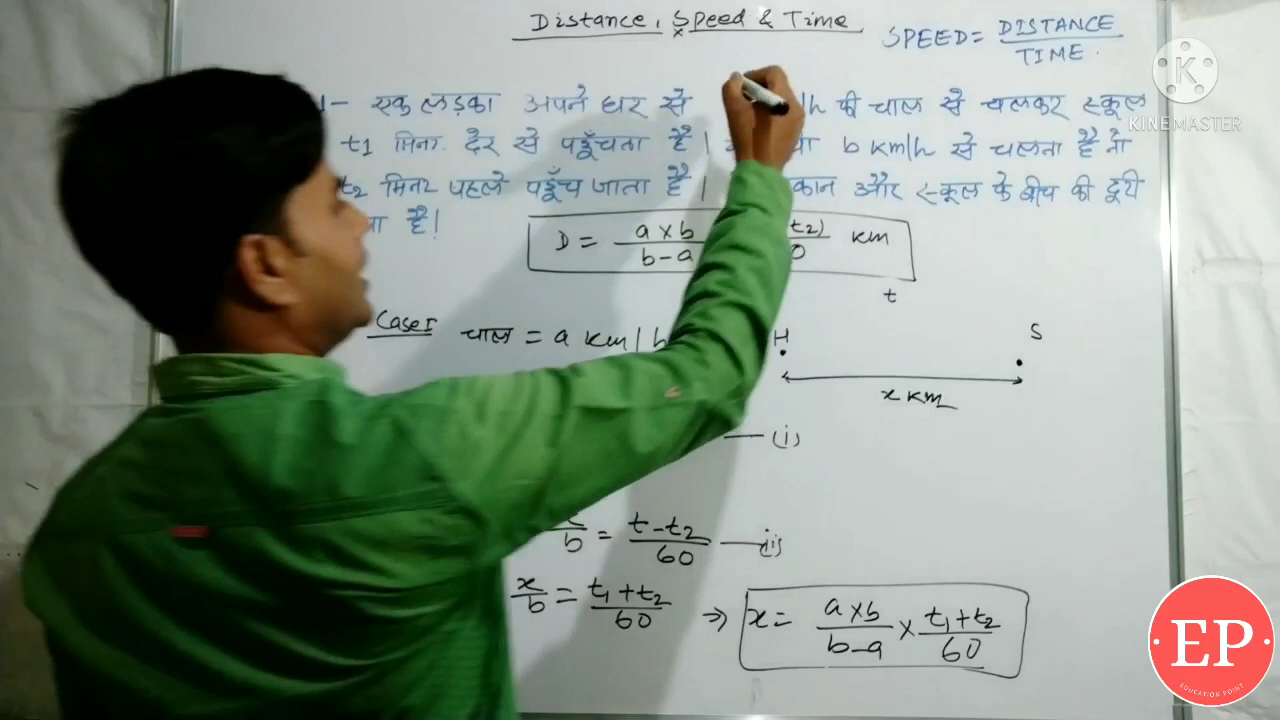 Distance, Speed & Time
SPEED = DISTANCE / TIME
KINEMASTER
1- एक लड़का अपने घर से /h की चाल से चलकर स्कूल
t1 मिनट देर से पहुँचता है। b km/h से चलता है तो
t2 मिनट पहले पहुँच जाता है। और स्कूल के बीच की दूरी
है।
D = a×b / b-a t2) / 0 km
t
Case I चाल = a km/h
H S
x km
(i)
b = t-t2 / 60 (ii)
x/b = t1+t2 / 60 ⇒ x = a×b / b-a × t1+t2 / 60
EP
EDUCATION POINT